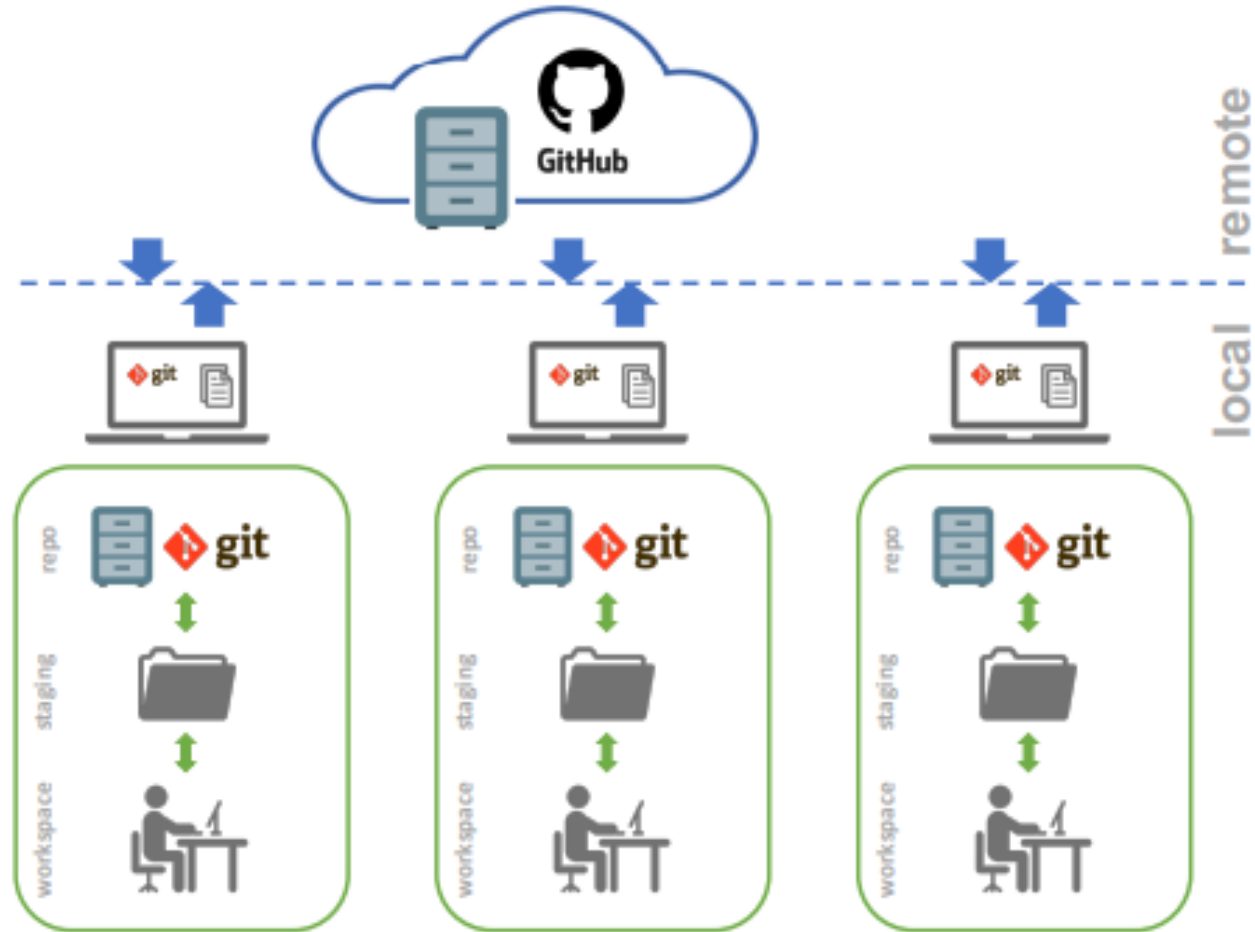 GitHub
remote
local
git
git
git
repo
git
staging
workspace
repo
git
staging
workspace
repo
git
staging
workspace